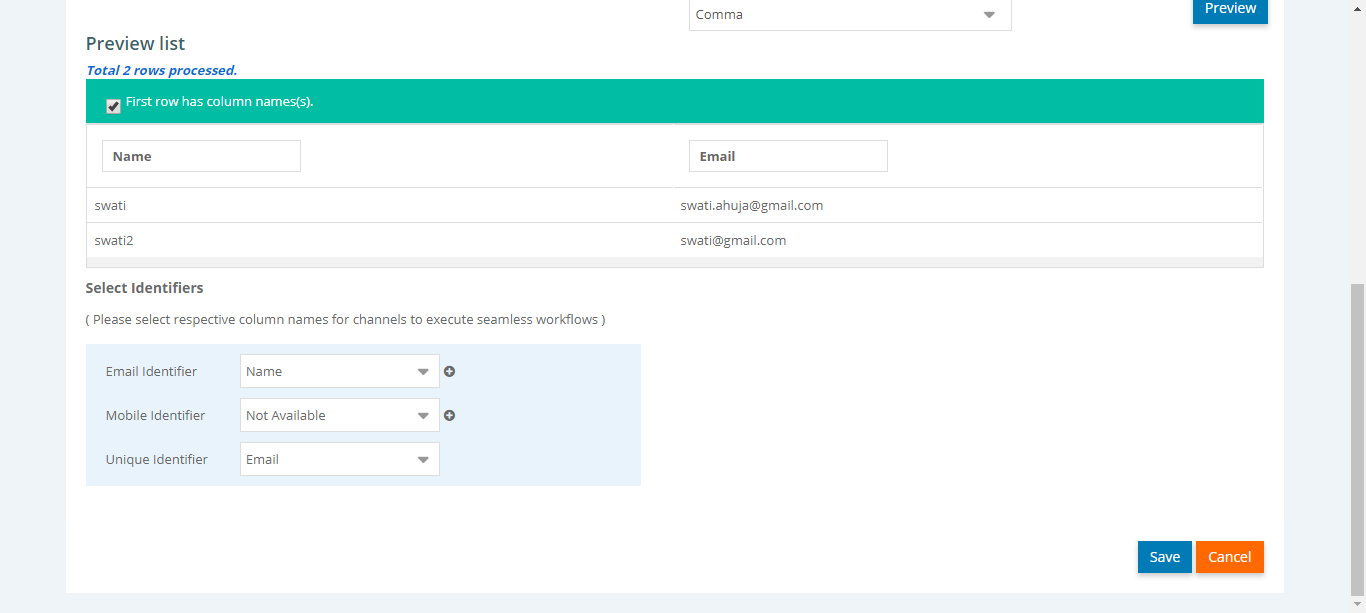 Comma Preview
Preview list
Total 2 rows processed.
First row has column names(s).
Name Email
swati swati.ahuja@gmail.com
swati2 swati@gmail.com
Select Identifiers
( Please select respective column names for channels to execute seamless workflows )
Email Identifier Name
Mobile Identifier Not Available
Unique Identifier Email
Save Cancel